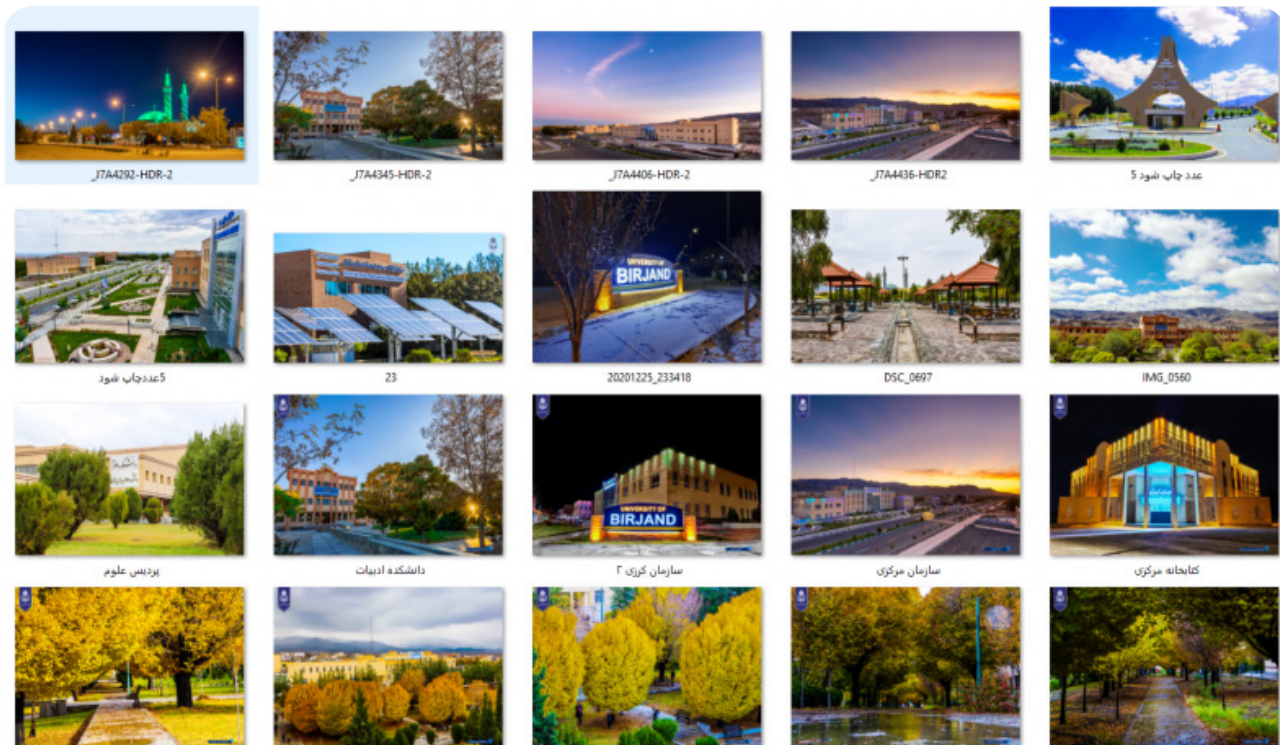 _J7A4292-HDR-2
_J7A4345-HDR-2
_J7A4406-HDR-2
_J7A4436-HDR2
عدد چاپ شود 5
5عددچاپ شود
23
UNIVERSITY OF
BIRJAND
20201225_233418
DSC_0697
IMG_0560
پردیس علوم
دانشکده ادبیات
UNIVERSITY OF
BIRJAND
سازمان کرزی ۲
سازمان مرکزی
کتابخانه مرکزی